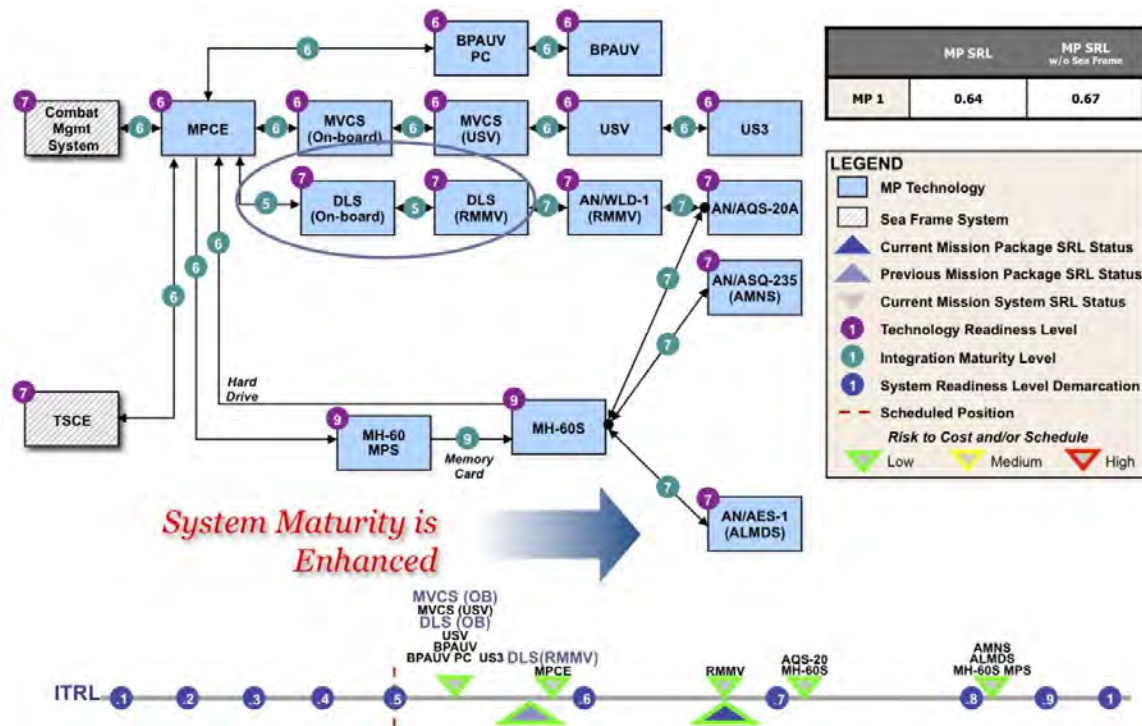 6
6
BPAUV
PC
6
BPAUV
6
7
Combat
Mgmt
System
6
6
MPCE
6
6
MVCS
(On-board)
6
6
MVCS
(USV)
6
6
USV
6
6
US3
7
DLS
(On-board)
5
5
7
DLS
(RMMV)
7
7
AN/WLD-1
(RMMV)
7
7
AN/AQS-20A
6
6
6
7
7
AN/ASQ-235
(AMNS)
7
7
TSCE
Hard
Drive
9
MH-60
MPS
9
Memory
Card
9
MH-60S
7
7
AN/AES-1
(ALMDS)
MP SRL
MP SRL
w/o Sea Frame
MP 1
0.64
0.67
LEGEND
MP Technology
Sea Frame System
Current Mission Package SRL Status
Previous Mission Package SRL Status
Current Mission System SRL Status
1 Technology Readiness Level
1 Integration Maturity Level
1 System Readiness Level Demarcation
Scheduled Position
Risk to Cost and/or Schedule
Low
Medium
High
System Maturity is
Enhanced
MVCS (OB)
MVCS (USV)
DLS (OB)
USV
BPAUV
BPAUV PC US3
DLS(RMMV)
MPCE
RMMV
AQS-20
MH-60S
AMNS
ALMDS
MH-60S MPS
ITRL .1 .2 .3 .4 .5 .6 .7 .8 .9 1